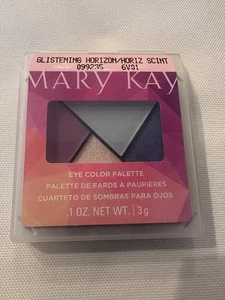 GLISTENING HORIZON/HORIZ SCINT
099235 6V01
MARY KAY
EYE COLOR PALETTE
PALETTE DE FARDS À PAUPIÈRES
CUARTETO DE SOMBRAS PARA OJOS
.1 OZ. NET WT. / 3 g